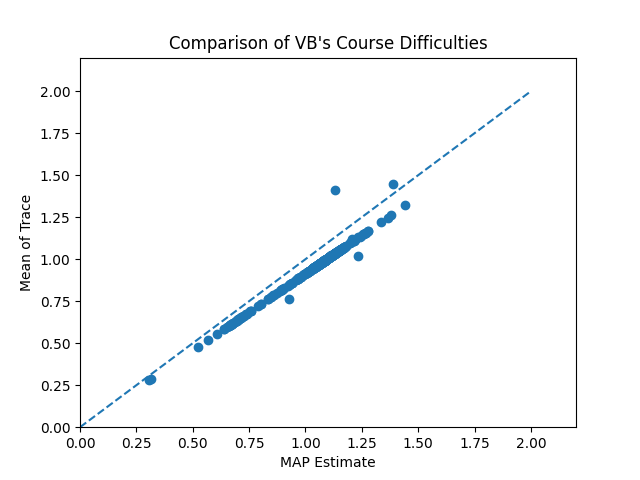 Comparison of VB's Course Difficulties
2.00
1.75
1.50
1.25
1.00
0.75
0.50
0.25
0.00
Mean of Trace
0.00 0.25 0.50 0.75 1.00 1.25 1.50 1.75 2.00
MAP Estimate